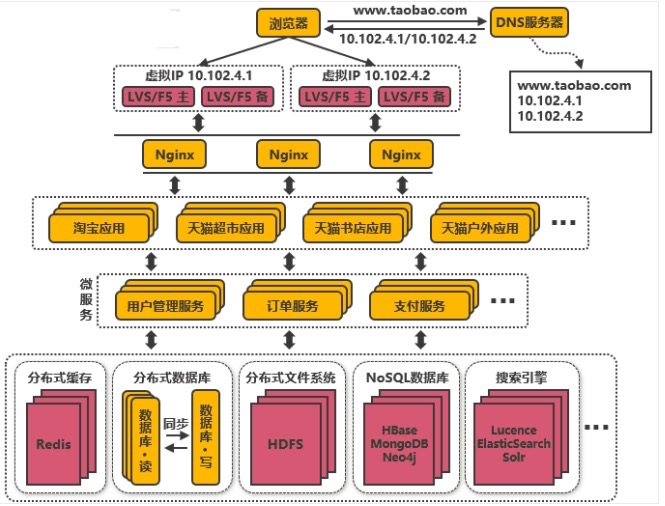 浏览器
www.taobao.com
10.102.4.1/10.102.4.2
DNS服务器
www.taobao.com
10.102.4.1
10.102.4.2
虚拟IP 10.102.4.1
LVS/F5 主
LVS/F5 备
虚拟IP 10.102.4.2
LVS/F5 主
LVS/F5 备
Nginx
Nginx
Nginx
淘宝应用
天猫超市应用
天猫书店应用
天猫户外应用
微服务
用户管理服务
订单服务
支付服务
分布式缓存
Redis
分布式数据库
数据库·读
同步
数据库·写
分布式文件系统
HDFS
NoSQL数据库
HBase
MongoDB
Neo4j
搜索引擎
Lucence
ElasticSearch
Solr